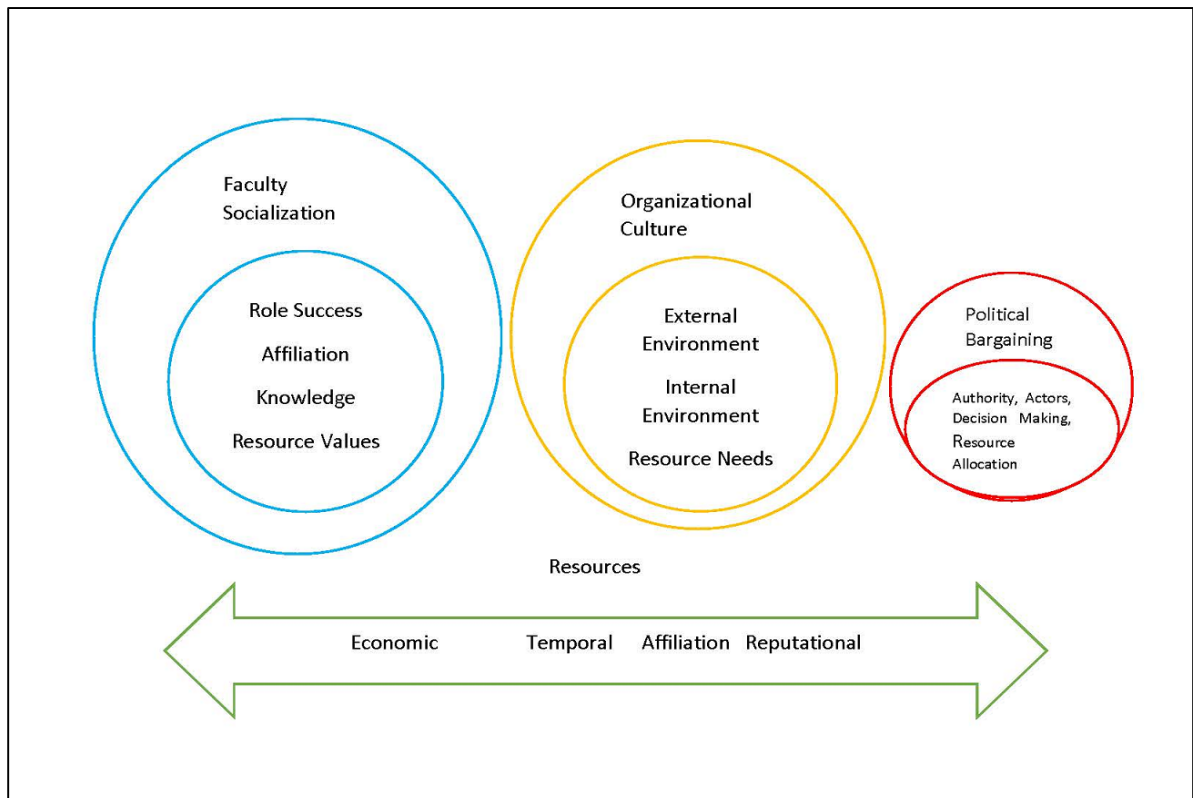 Faculty
Socialization
Role Success
Affiliation
Knowledge
Resource Values
Organizational
Culture
External
Environment
Internal
Environment
Resource Needs
Political
Bargaining
Authority, Actors,
Decision Making,
Resource
Allocation
Resources
Economic Temporal Affiliation Reputational